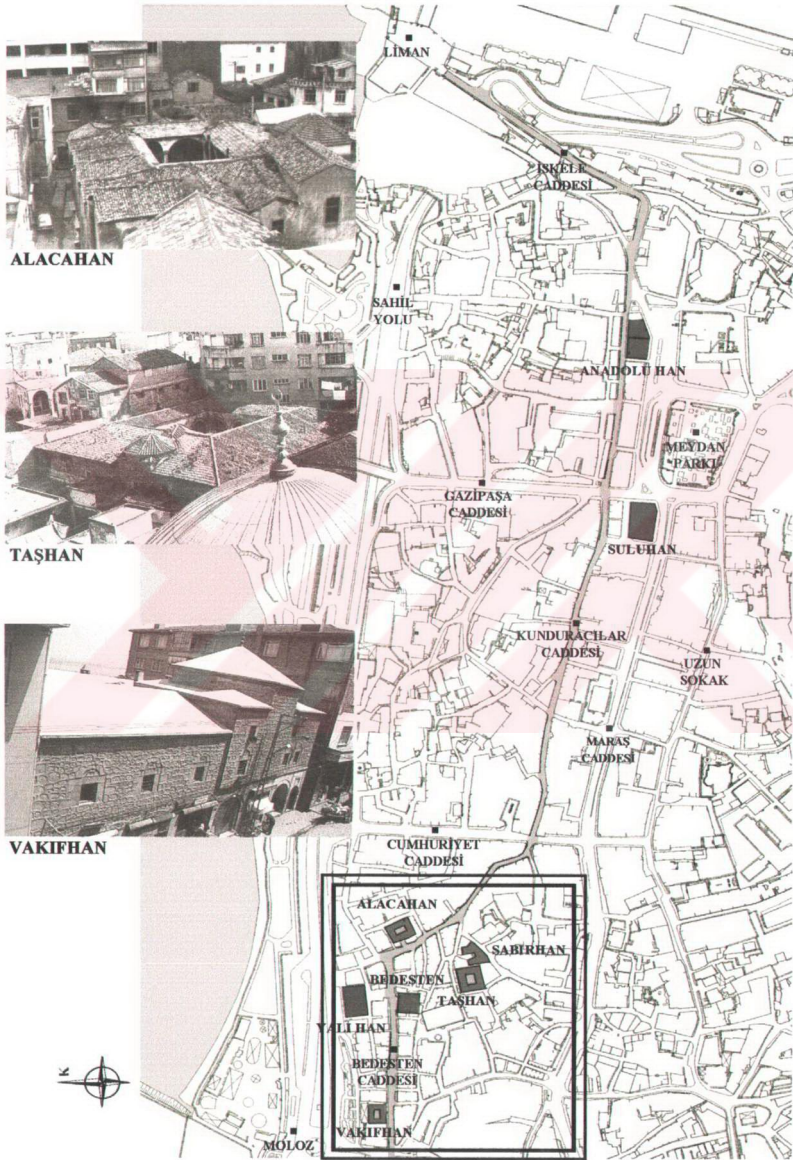 LİMAN
İSKELE
CADDESİ
ALACAHAN
SAHİL
YOLU
ANADOLU HAN
MEYDAN
PARKI
GAZİPAŞA
CADDESİ
TAŞHAN
SULUHAN
KUNDURACILAR
CADDESİ
UZUN
SOKAK
MARAŞ
CADDESİ
VAKIFHAN
CUMHURİYET
CADDESİ
ALACAHAN
SABIRHAN
BEDESTEN
TAŞHAN
YALI HAN
BEDESTEN
CADDESİ
K
VAKIFHAN
MOLOZ